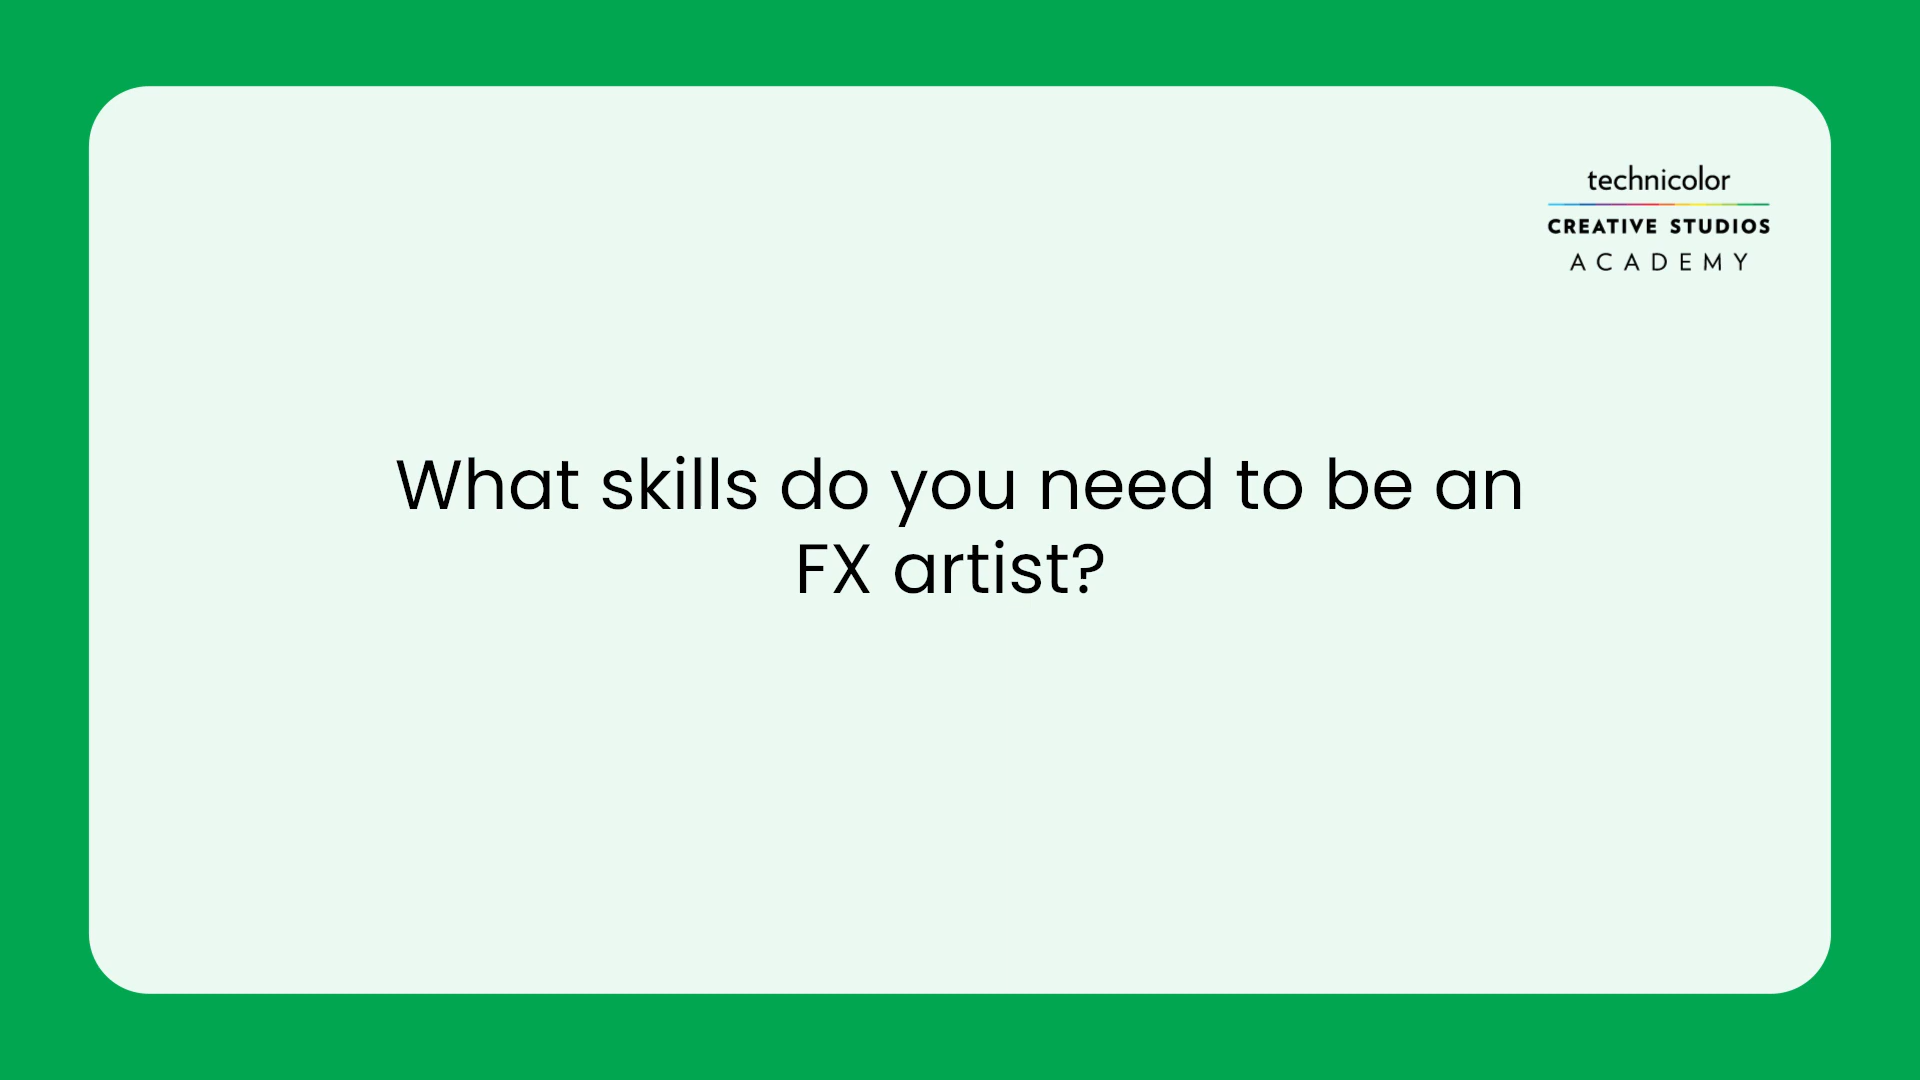 technicolor
CREATIVE STUDIOS
ACADEMY
What skills do you need to be an
FX artist?